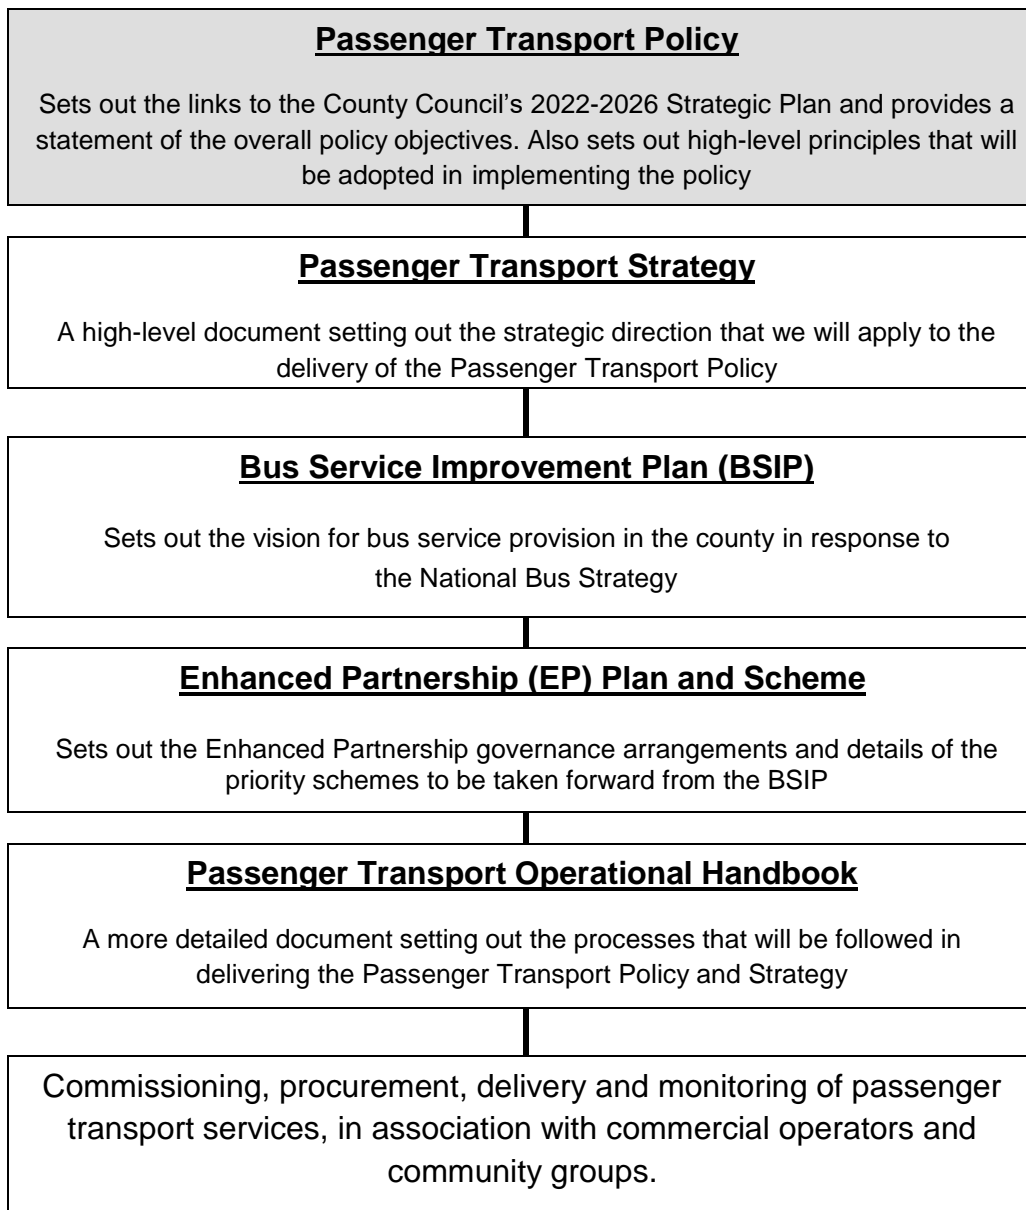 Passenger Transport Policy
Sets out the links to the County Council's 2022-2026 Strategic Plan and provides a
statement of the overall policy objectives. Also sets out high-level principles that will
be adopted in implementing the policy
Passenger Transport Strategy
A high-level document setting out the strategic direction that we will apply to the
delivery of the Passenger Transport Policy
Bus Service Improvement Plan (BSIP)
Sets out the vision for bus service provision in the county in response to
the National Bus Strategy
Enhanced Partnership (EP) Plan and Scheme
Sets out the Enhanced Partnership governance arrangements and details of the
priority schemes to be taken forward from the BSIP
Passenger Transport Operational Handbook
A more detailed document setting out the processes that will be followed in
delivering the Passenger Transport Policy and Strategy
Commissioning, procurement, delivery and monitoring of passenger
transport services, in association with commercial operators and
community groups.